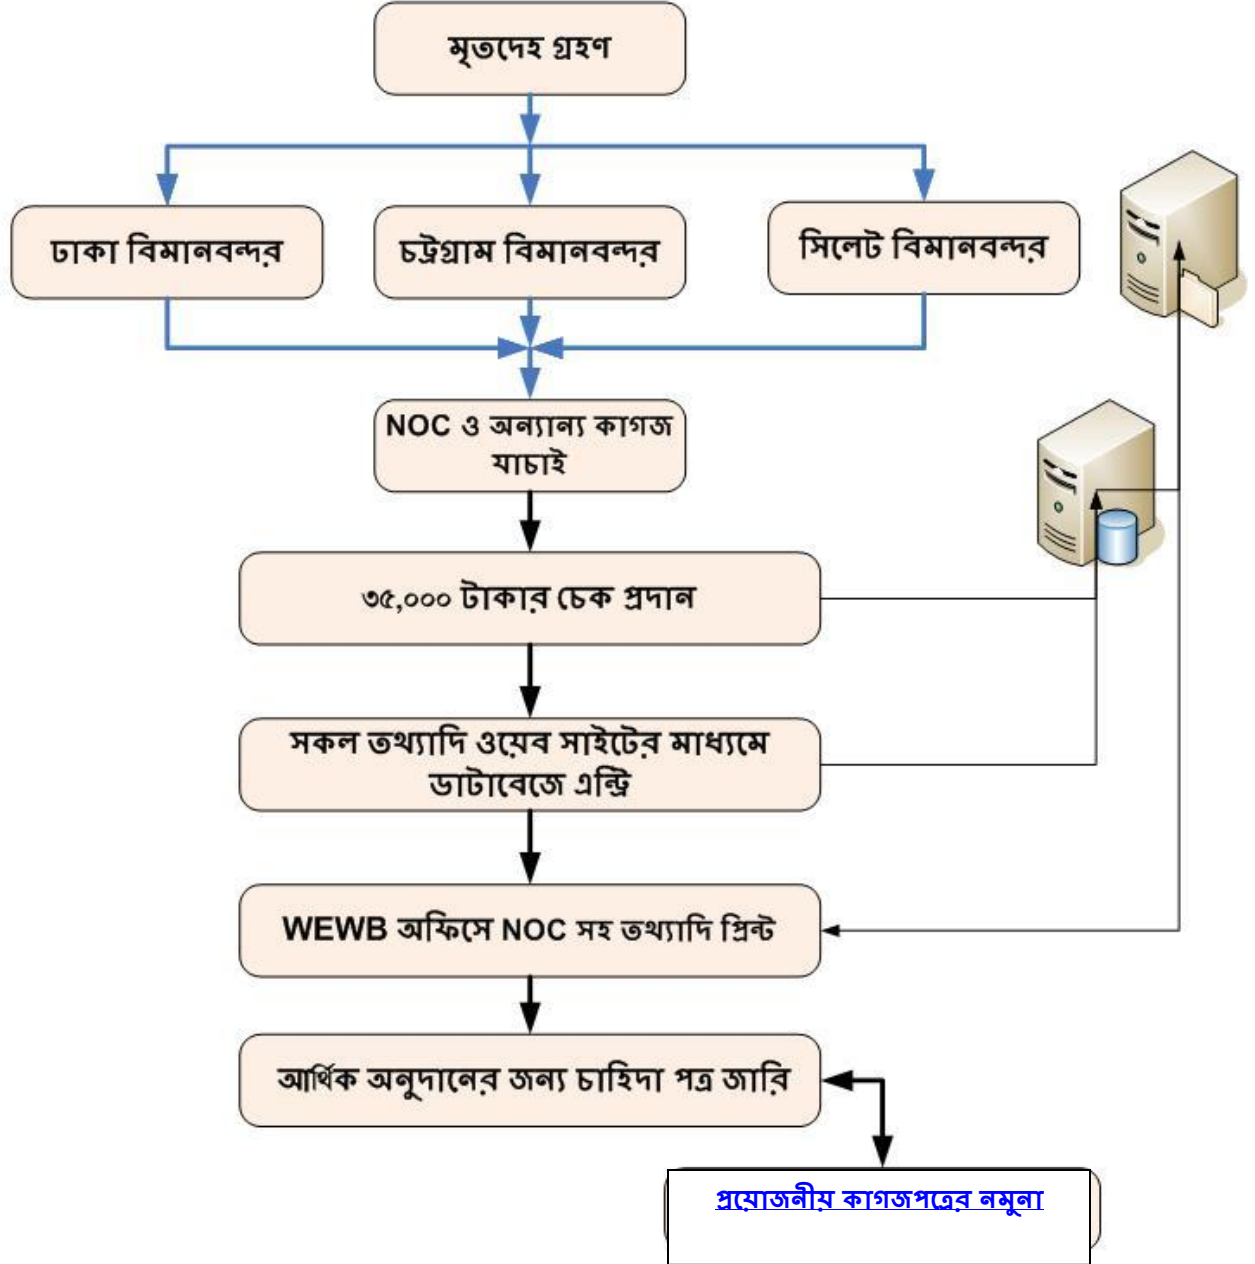 মৃতদেহ গ্রহণ
ঢাকা বিমানবন্দর
চট্রগ্রাম বিমানবন্দর
সিলেট বিমানবন্দর
NOC ও অন্যান্য কাগজ
যাচাই
৩৫,০০০ টাকার চেক প্রদান
সকল তথ্যাদি ওয়েব সাইটের মাধ্যমে
ডাটাবেজে এন্ট্রি
WEWB অফিসে NOC সহ তথ্যাদি প্রিন্ট
আর্থিক অনুদানের জন্য চাহিদা পত্র জারি
প্রয়োজনীয় কাগজপত্রের নমুনা